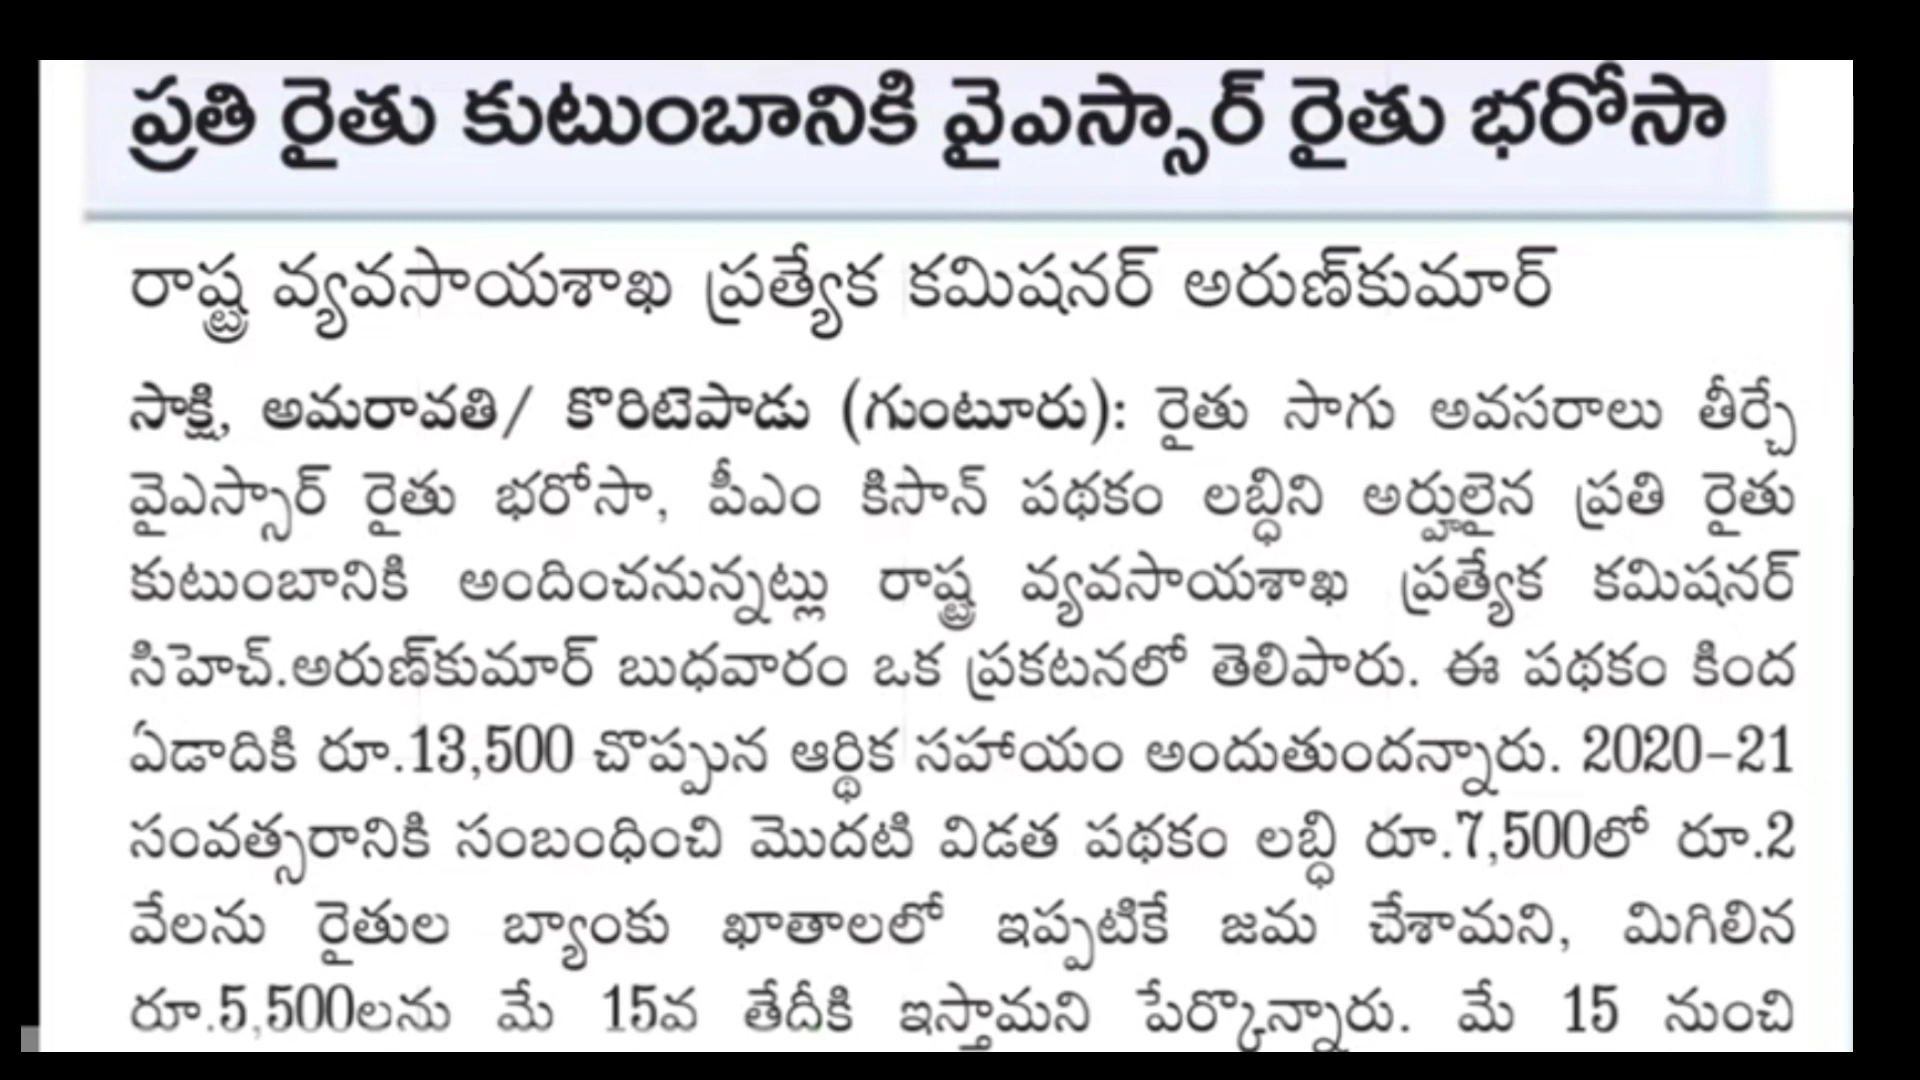 ప్రతి రైతు కుటుంబానికి వైఎస్సార్ రైతు భరోసా
రాష్ట్ర వ్యవసాయశాఖ ప్రత్యేక కమిషనర్ అరుణ్‌కుమార్
సాక్షి, అమరావతి/ కొరిటెపాడు (గుంటూరు): రైతు సాగు అవసరాలు తీర్చే
వైఎస్సార్ రైతు భరోసా, పీఎం కిసాన్ పథకం లబ్ధిని అర్హులైన ప్రతి రైతు
కుటుంబానికి అందించనున్నట్లు రాష్ట్ర వ్యవసాయశాఖ ప్రత్యేక కమిషనర్
సిహెచ్.అరుణ్‌కుమార్ బుధవారం ఒక ప్రకటనలో తెలిపారు. ఈ పథకం కింద
ఏడాదికి రూ.13,500 చొప్పున ఆర్థిక సహాయం అందుతుందన్నారు. 2020-21
సంవత్సరానికి సంబంధించి మొదటి విడత పథకం లబ్ధి రూ.7,500లో రూ.2
వేలను రైతుల బ్యాంకు ఖాతాలలో ఇప్పటికే జమ చేశామని, మిగిలిన
రూ.5,500లను మే 15వ తేదీకి ఇస్తామని పేర్కొన్నారు. మే 15 నుంచి